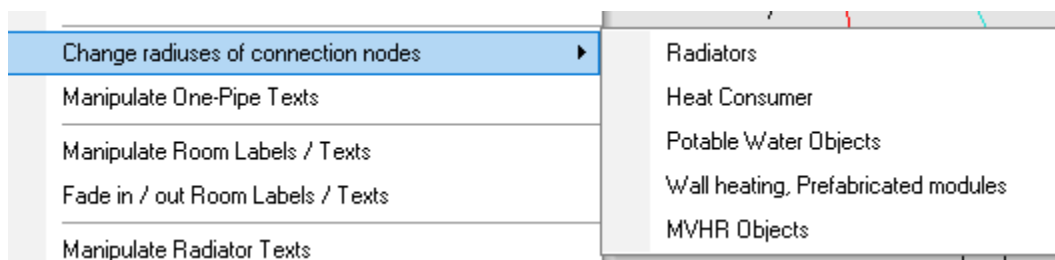 Change radiuses of connection nodes
Manipulate One-Pipe Texts
Manipulate Room Labels / Texts
Fade in / out Room Labels / Texts
Manipulate Radiator Texts
Radiators
Heat Consumer
Potable Water Objects
Wall heating, Prefabricated modules
MVHR Objects